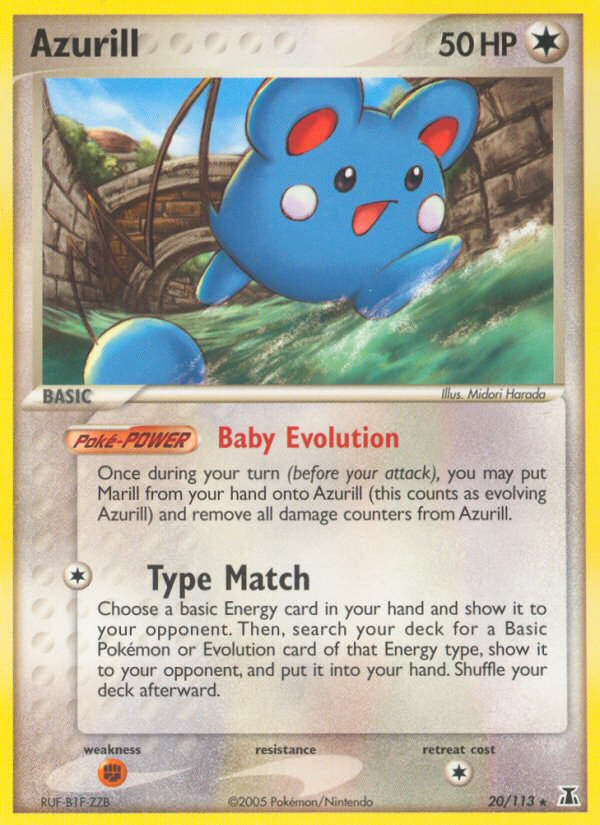 Azurill 50 HP
BASIC
Illus. Midori Harada
Poké-POWER Baby Evolution
Once during your turn (before your attack), you may put
Marill from your hand onto Azurill (this counts as evolving
Azurill) and remove all damage counters from Azurill.
Type Match
Choose a basic Energy card in your hand and show it to
your opponent. Then, search your deck for a Basic
Pokémon or Evolution card of that Energy type, show it
to your opponent, and put it into your hand. Shuffle your
deck afterward.
weakness resistance retreat cost
RUF-B1F-ZZB ©2005 Pokémon/Nintendo 20/113 ★